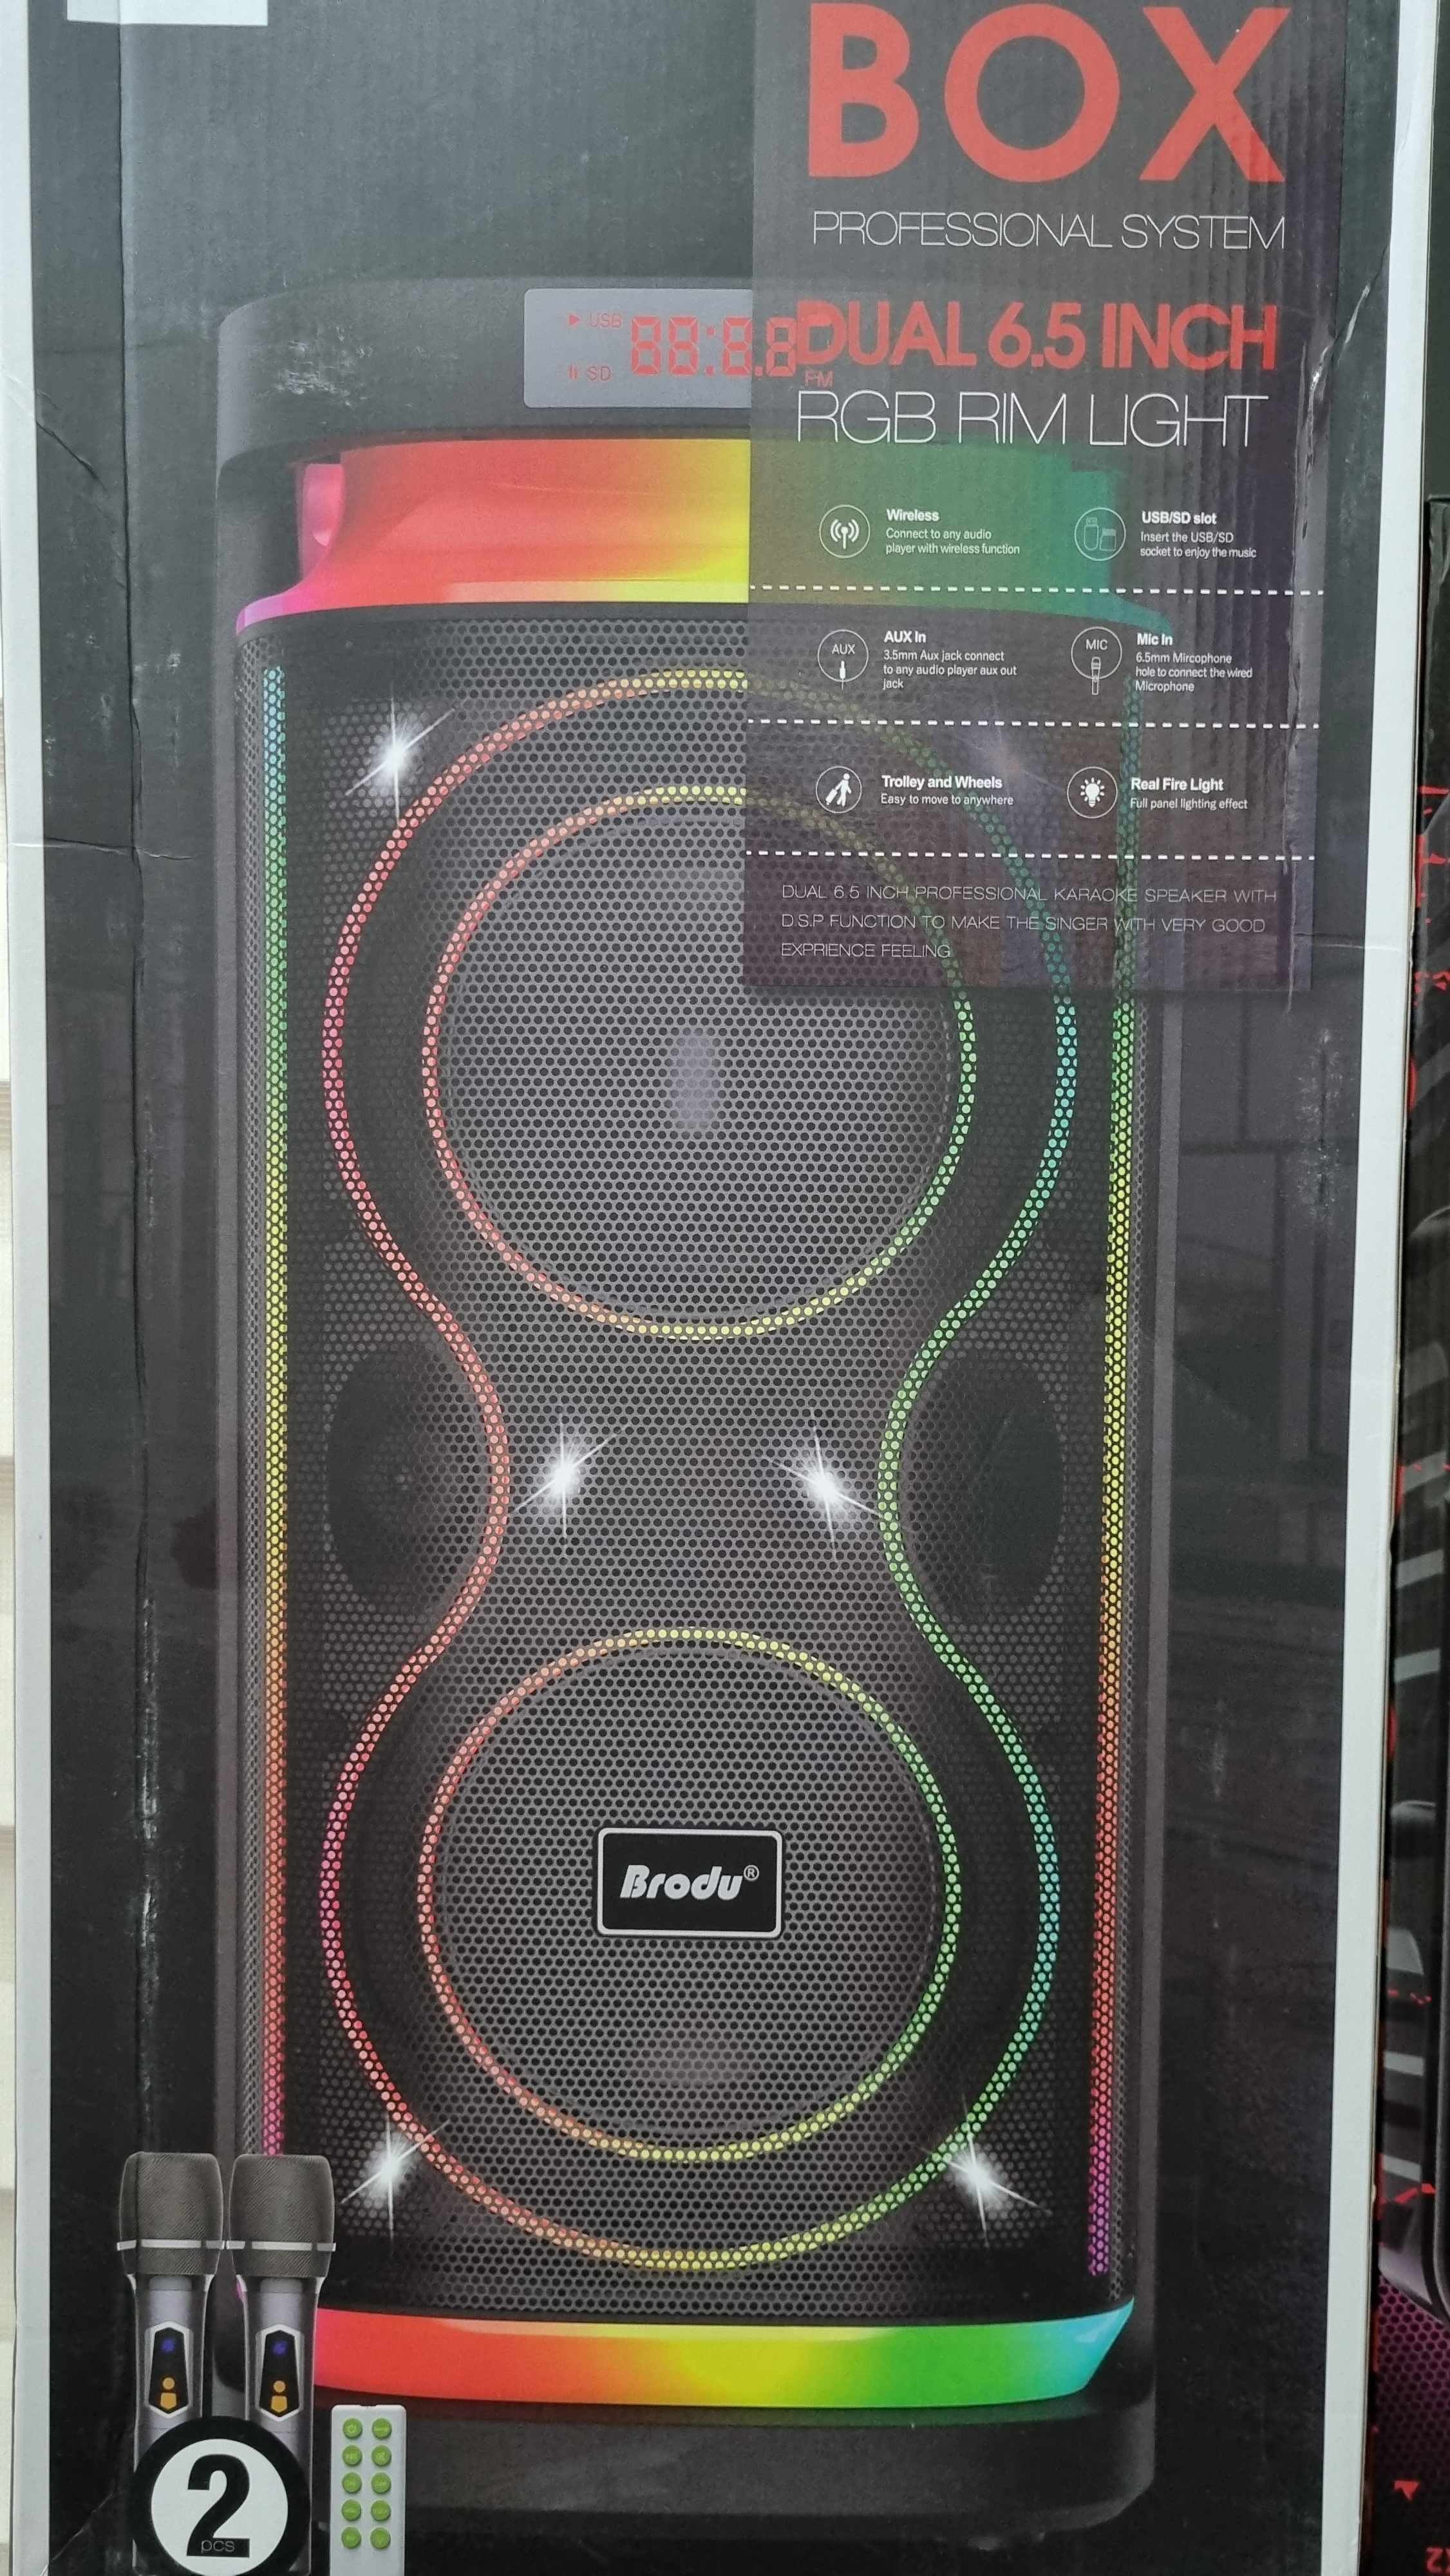 BOX
PROFESSIONAL SYSTEM
▶ USB 88:8.8
II SD
FM
DUAL 6.5 INCH
RGB RIM LIGHT
Wireless
Connect to any audio
player with wireless function
USB/SD slot
Insert the USB/SD
socket to enjoy the music
AUX
AUX In
3.5mm Aux jack connect
to any audio player aux out
jack
MIC
Mic In
6.5mm Mircophone
hole to connect the wired
Microphone
Trolley and Wheels
Easy to move to anywhere
Real Fire Light
Full panel lighting effect
DUAL 6.5 INCH PROFESSIONAL KARAOKE SPEAKER WITH
D.S.P FUNCTION TO MAKE THE SINGER WITH VERY GOOD
EXPRIENCE FEELING
Brodu®
2
pcs